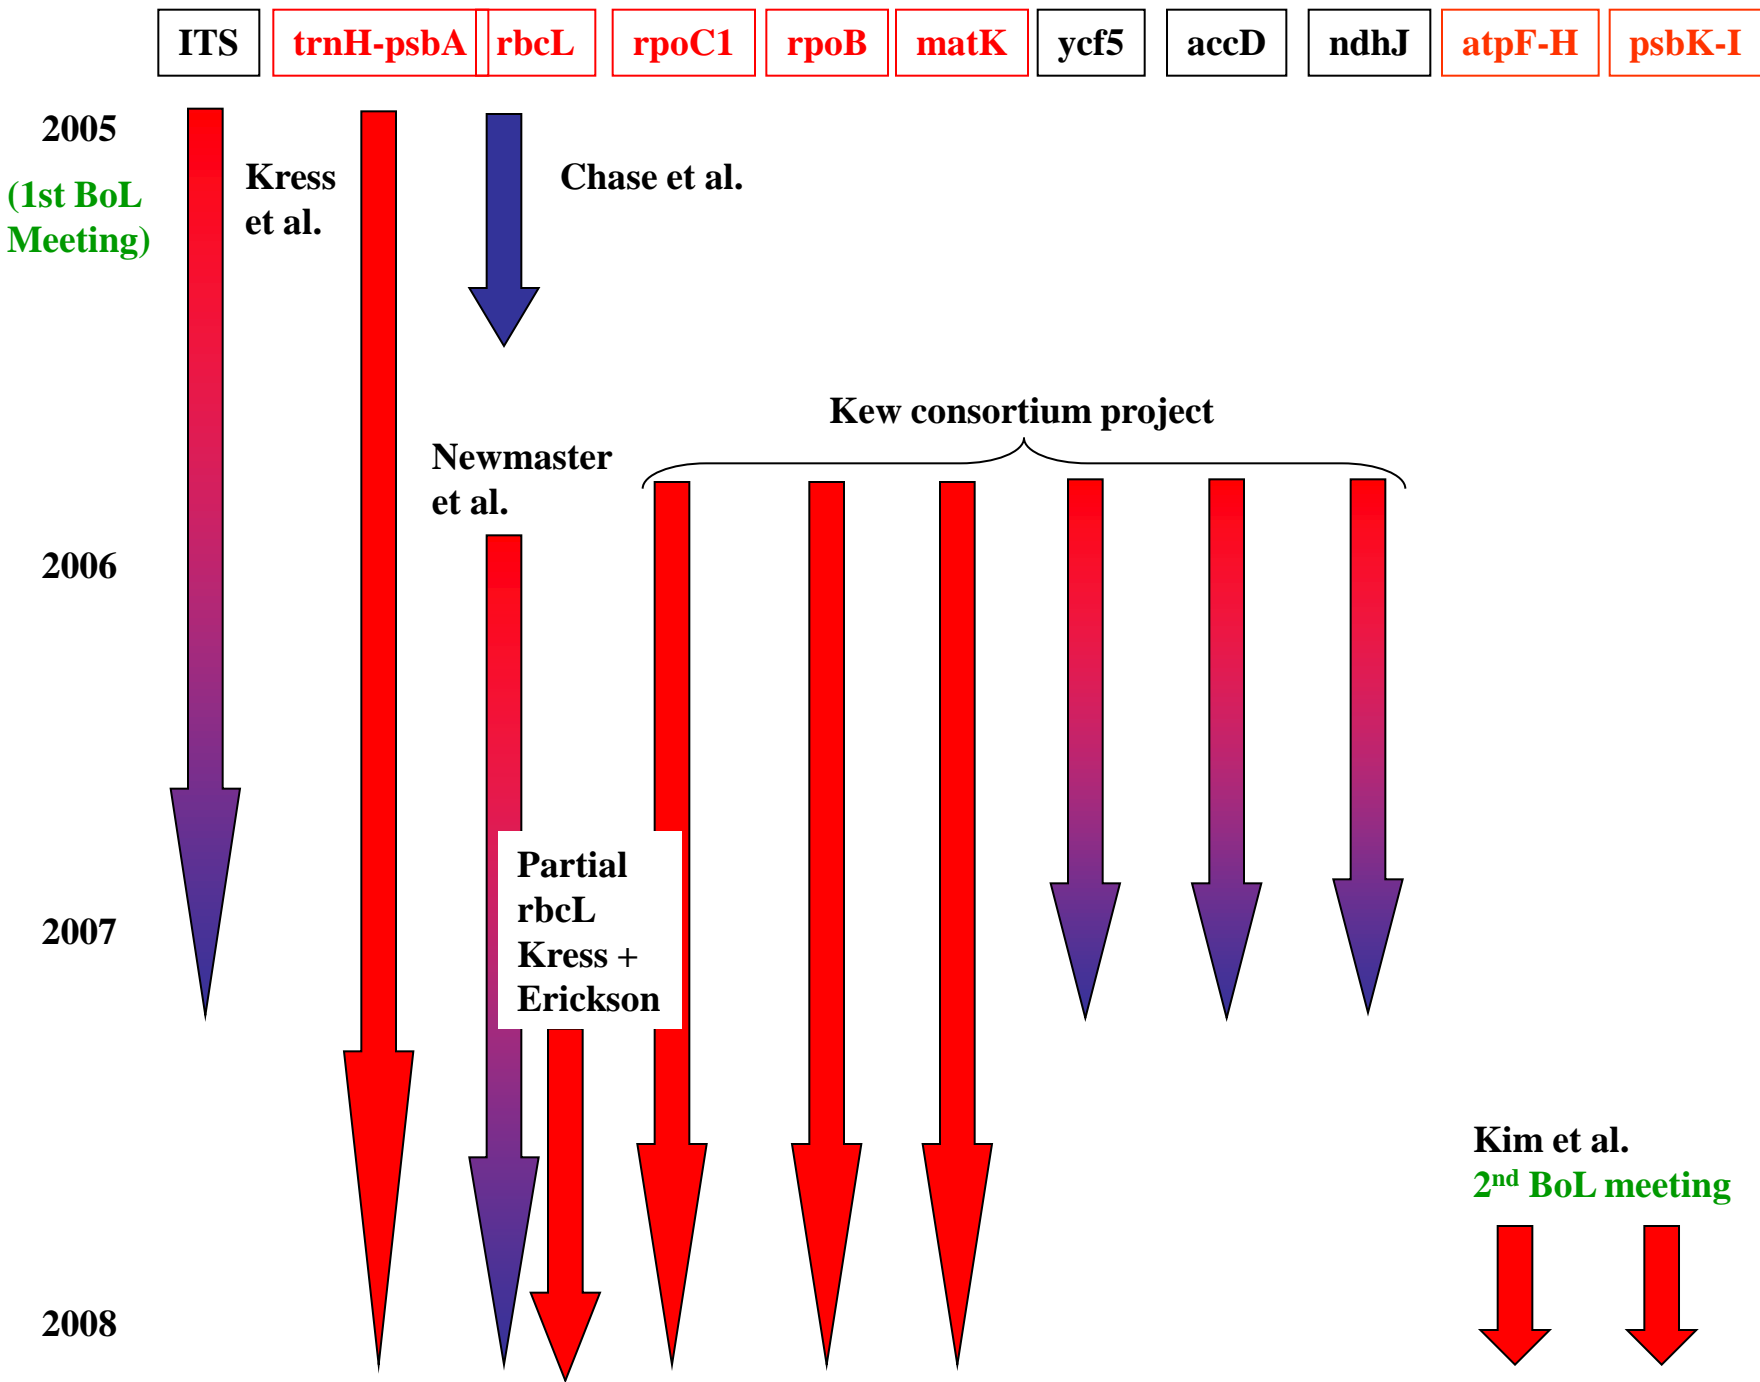 ITS trnH-psbA rbcL rpoC1 rpoB matK ycf5 accD ndhJ atpF-H psbK-I
2005
(1st BoL
Meeting)
Kress
et al.
Chase et al.
Kew consortium project
Newmaster
et al.
2006
Partial
rbcL
Kress +
Erickson
2007
Kim et al.
2nd BoL meeting
2008